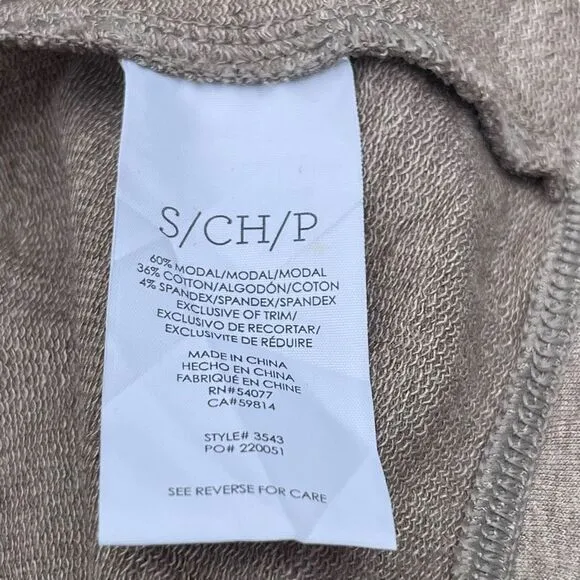 S/CH/P
60% MODAL/MODAL/MODAL
36% COTTON/ALGODÓN/COTON
4% SPANDEX/SPANDEX/SPANDEX
EXCLUSIVE OF TRIM/
EXCLUSIVO DE RECORTAR/
EXCLUSIVITE DE RÉDUIRE
MADE IN CHINA
HECHO EN CHINA
FABRIQUÉ EN CHINE
RN#54077
CA#59814
STYLE# 3543
PO# 220051
SEE REVERSE FOR CARE